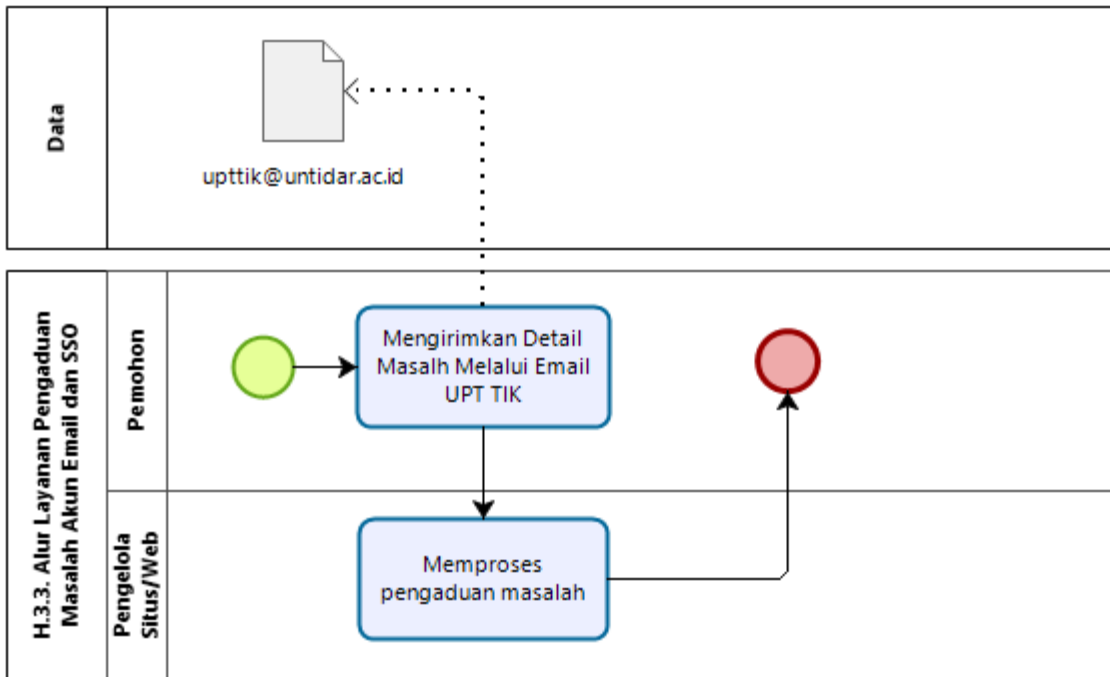 Data
upttik@untidar.ac.id
H.3.3. Alur Layanan Pengaduan
Masalah Akun Email dan SSO
Pemohon
Mengirimkan Detail
Masalh Melalui Email
UPT TIK
Pengelola
Situs/Web
Memproses
pengaduan masalah